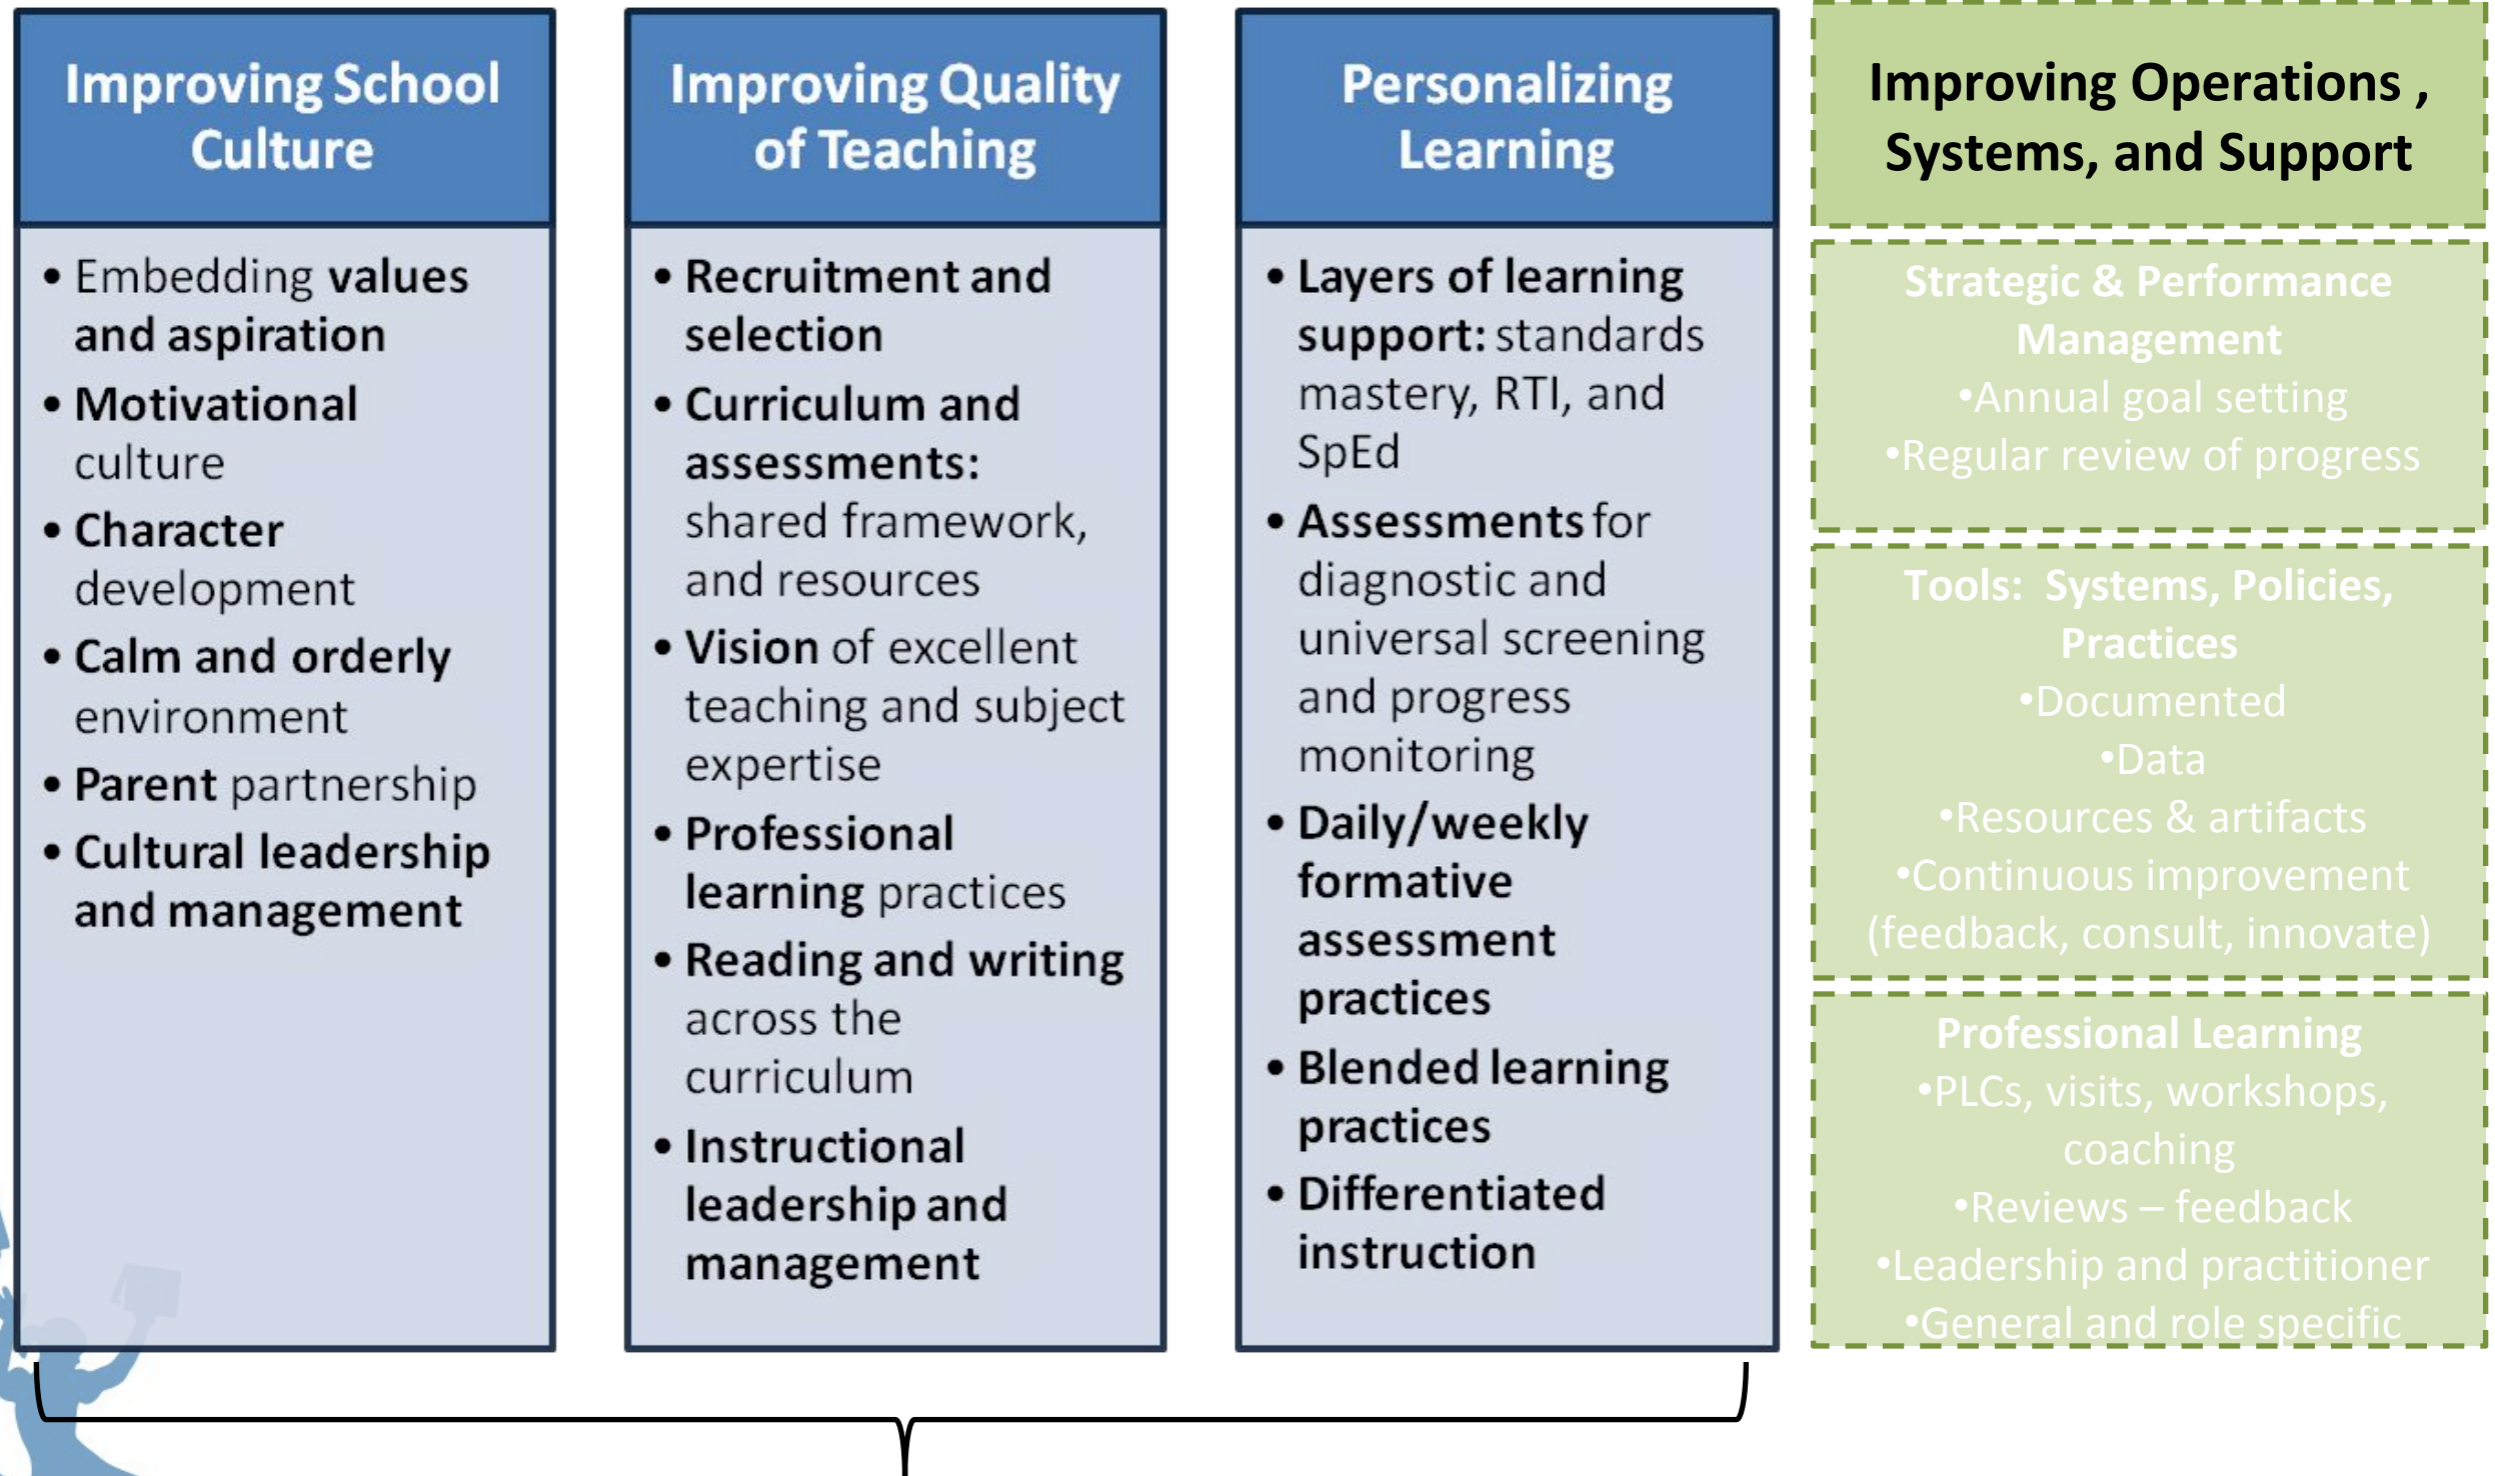 Improving School
Culture
• Embedding values
and aspiration
• Motivational
culture
• Character
development
• Calm and orderly
environment
• Parent partnership
• Cultural leadership
and management
Improving Quality
of Teaching
• Recruitment and
selection
• Curriculum and
assessments:
shared framework,
and resources
• Vision of excellent
teaching and subject
expertise
• Professional
learning practices
• Reading and writing
across the
curriculum
• Instructional
leadership and
management
Personalizing
Learning
• Layers of learning
support: standards
mastery, RTI, and
SpEd
• Assessments for
diagnostic and
universal screening
and progress
monitoring
• Daily/weekly
formative
assessment
practices
• Blended learning
practices
• Differentiated
instruction
Improving Operations ,
Systems, and Support
Strategic & Performance
Management
•Annual goal setting
•Regular review of progress
Tools: Systems, Policies,
Practices
•Documented
•Data
•Resources & artifacts
•Continuous improvement
(feedback, consult, innovate)
Professional Learning
•PLCs, visits, workshops,
coaching
•Reviews – feedback
•Leadership and practitioner
•General and role specific